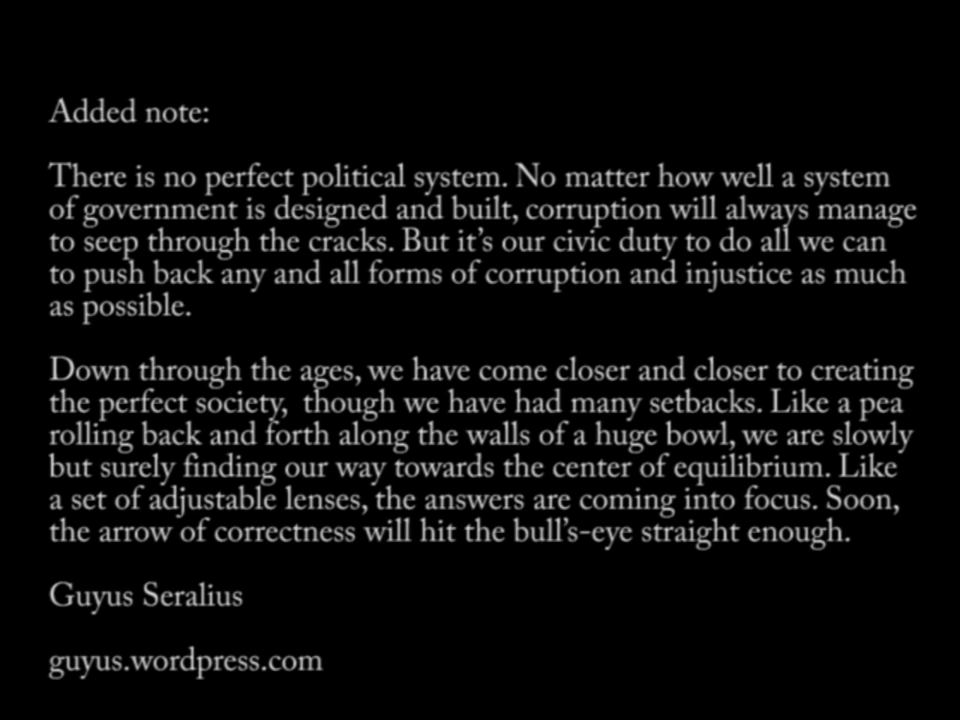 Added note:
There is no perfect political system. No matter how well a system
of government is designed and built, corruption will always manage
to seep through the cracks. But it’s our civic duty to do all we can
to push back any and all forms of corruption and injustice as much
as possible.
Down through the ages, we have come closer and closer to creating
the perfect society,  though we have had many setbacks. Like a pea
rolling back and forth along the walls of a huge bowl, we are slowly
but surely finding our way towards the center of equilibrium. Like
a set of adjustable lenses, the answers are coming into focus. Soon,
the arrow of correctness will hit the bull’s-eye straight enough.
Guyus Seralius
guyus.wordpress.com